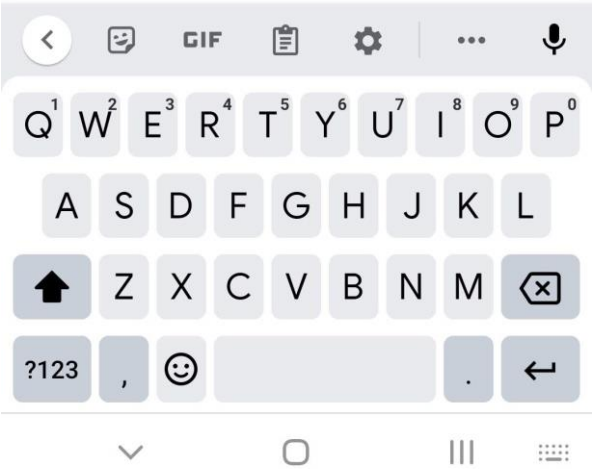 GIF
Q1 W2 E3 R4 T5 Y6 U7 I8 O9 P0
A S D F G H J K L
Z X C V B N M
?123 , .